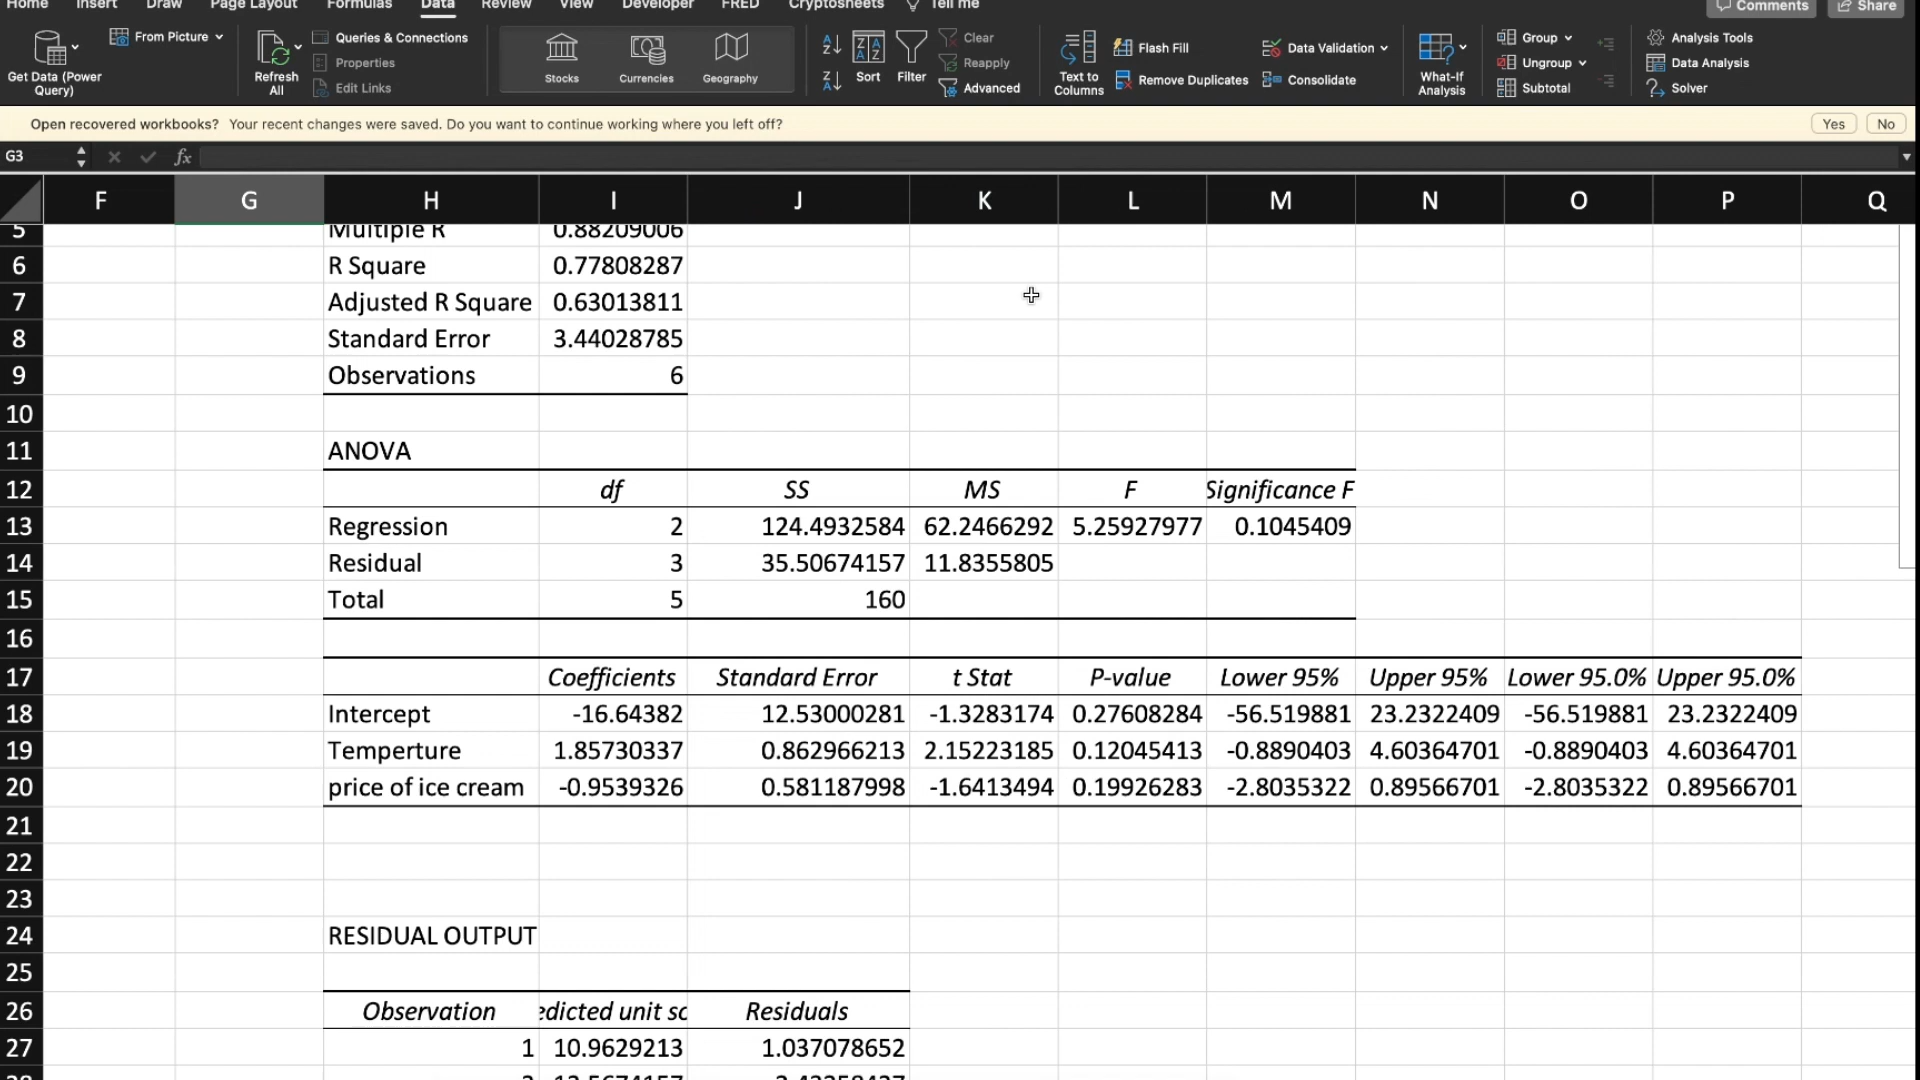 Home Insert Draw Page Layout Formulas Data Review View Developer FRED Cryptosheets Tell me Comments Share
Get Data (Power Query)
From Picture
Refresh All
Queries & Connections
Properties
Edit Links
Stocks Currencies Geography
Sort
Filter
Clear
Reapply
Advanced
Text to Columns
Flash Fill
Remove Duplicates
Data Validation
Consolidate
What-If Analysis
Group
Ungroup
Subtotal
Analysis Tools
Data Analysis
Solver
Open recovered workbooks? Your recent changes were saved. Do you want to continue working where you left off? Yes No
G3 fx
F G H I J K L M N O P Q
5 Multiple R 0.88209006
6 R Square 0.77808287
7 Adjusted R Square 0.63013811
8 Standard Error 3.44028785
9 Observations 6
10
11 ANOVA
12 df SS MS F Significance F
13 Regression 2 124.4932584 62.2466292 5.25927977 0.1045409
14 Residual 3 35.50674157 11.8355805
15 Total 5 160
16
17 Coefficients Standard Error t Stat P-value Lower 95% Upper 95% Lower 95.0% Upper 95.0%
18 Intercept -16.64382 12.53000281 -1.3283174 0.27608284 -56.519881 23.2322409 -56.519881 23.2322409
19 Temperture 1.85730337 0.862966213 2.15223185 0.12045413 -0.8890403 4.60364701 -0.8890403 4.60364701
20 price of ice cream -0.9539326 0.581187998 -1.6413494 0.19926283 -2.8035322 0.89566701 -2.8035322 0.89566701
21
22
23
24 RESIDUAL OUTPUT
25
26 Observation edicted unit so Residuals
27 1 10.9629213 1.037078652